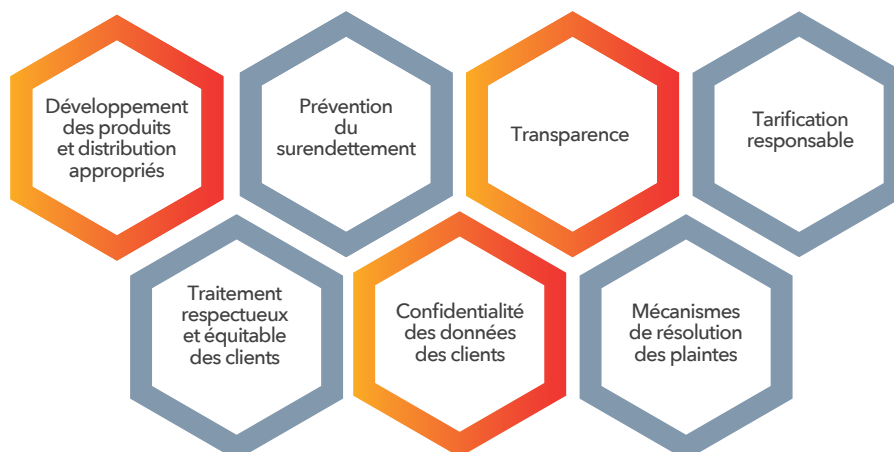 Développement
des produits
et distribution
appropriés
Prévention
du
surendettement
Transparence
Tarification
responsable
Traitement
respectueux
et équitable
des clients
Confidentialité
des données
des clients
Mécanismes
de résolution
des plaintes